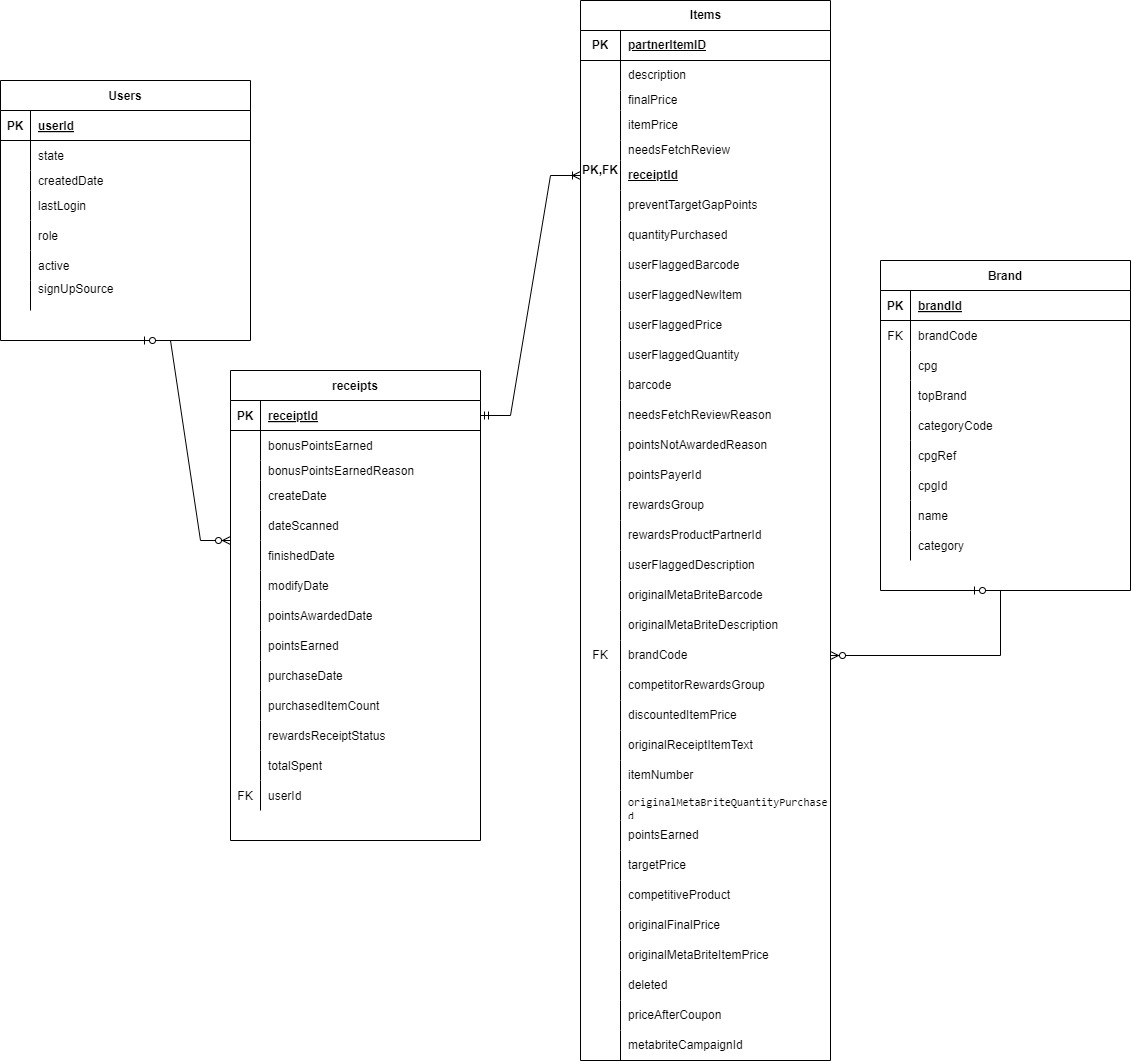 Users
PK userId
state
createdDate
lastLogin
role
active
signUpSource
receipts
PK receiptId
bonusPointsEarned
bonusPointsEarnedReason
createDate
dateScanned
finishedDate
modifyDate
pointsAwardedDate
pointsEarned
purchaseDate
purchasedItemCount
rewardsReceiptStatus
totalSpent
FK userId
Items
PK partnerItemID
description
finalPrice
itemPrice
needsFetchReview
PK,FK receiptId
preventTargetGapPoints
quantityPurchased
userFlaggedBarcode
userFlaggedNewItem
userFlaggedPrice
userFlaggedQuantity
barcode
needsFetchReviewReason
pointsNotAwardedReason
pointsPayerId
rewardsGroup
rewardsProductPartnerId
userFlaggedDescription
originalMetaBriteBarcode
originalMetaBriteDescription
FK brandCode
competitorRewardsGroup
discountedItemPrice
originalReceiptItemText
itemNumber
originalMetaBriteQuantityPurchase
d
pointsEarned
targetPrice
competitiveProduct
originalFinalPrice
originalMetaBriteItemPrice
deleted
priceAfterCoupon
metabriteCampaignId
Brand
PK brandId
FK brandCode
cpg
topBrand
categoryCode
cpgRef
cpgId
name
category